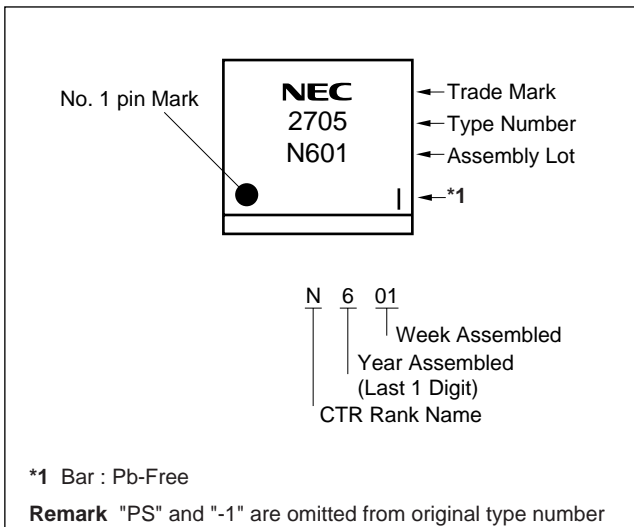 No. 1 pin Mark
NEC
2705
N601
Trade Mark
Type Number
Assembly Lot
*1
N 6 01
Week Assembled
Year Assembled
(Last 1 Digit)
CTR Rank Name
*1 Bar : Pb-Free
Remark "PS" and "-1" are omitted from original type number